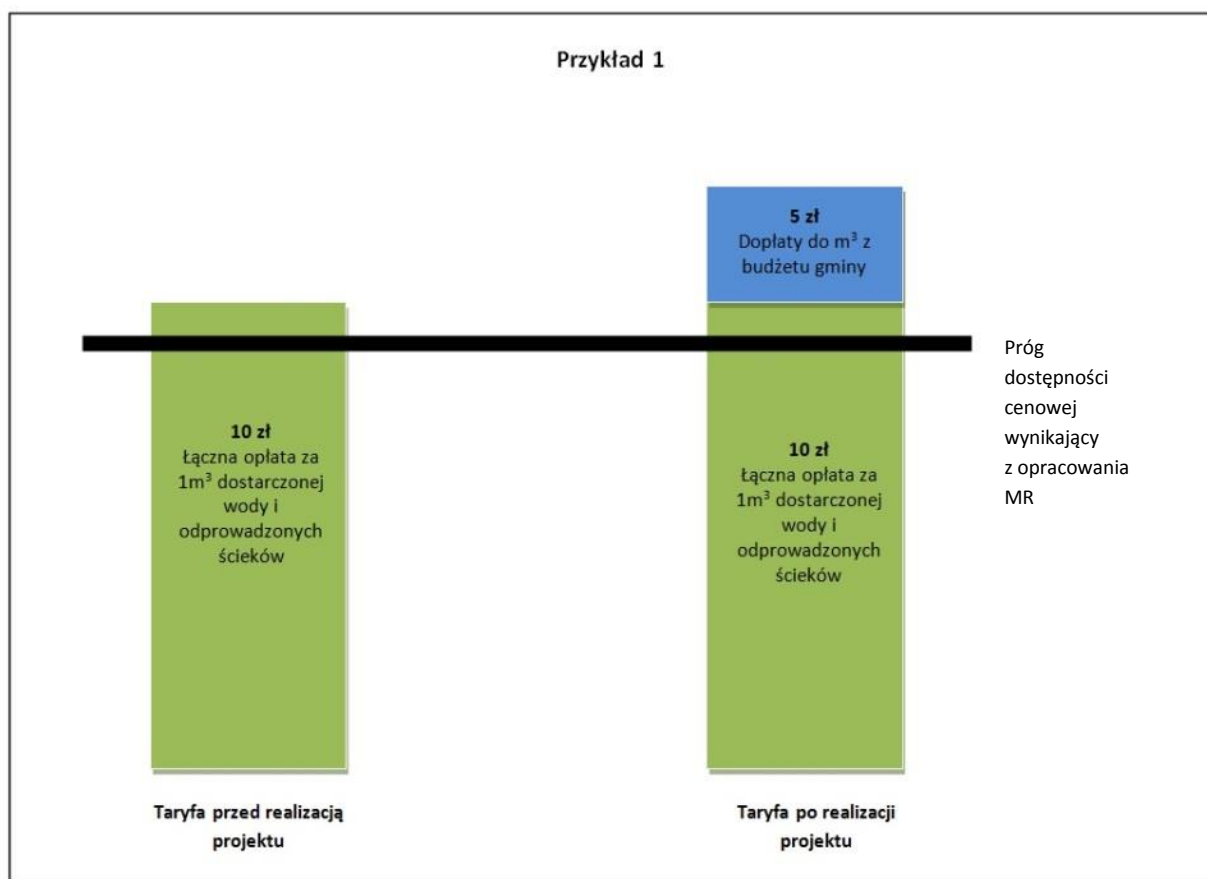 Przykład 1
5 zł
Dopłaty do m³ z
budżetu gminy
10 zł
Łączna opłata za
1m³ dostarczonej
wody i
odprowadzonych
ścieków
10 zł
Łączna opłata za
1m³ dostarczonej
wody i
odprowadzonych
ścieków
Próg
dostępności
cenowej
wynikający
z opracowania
MR
Taryfa przed realizacją
projektu
Taryfa po realizacji
projektu